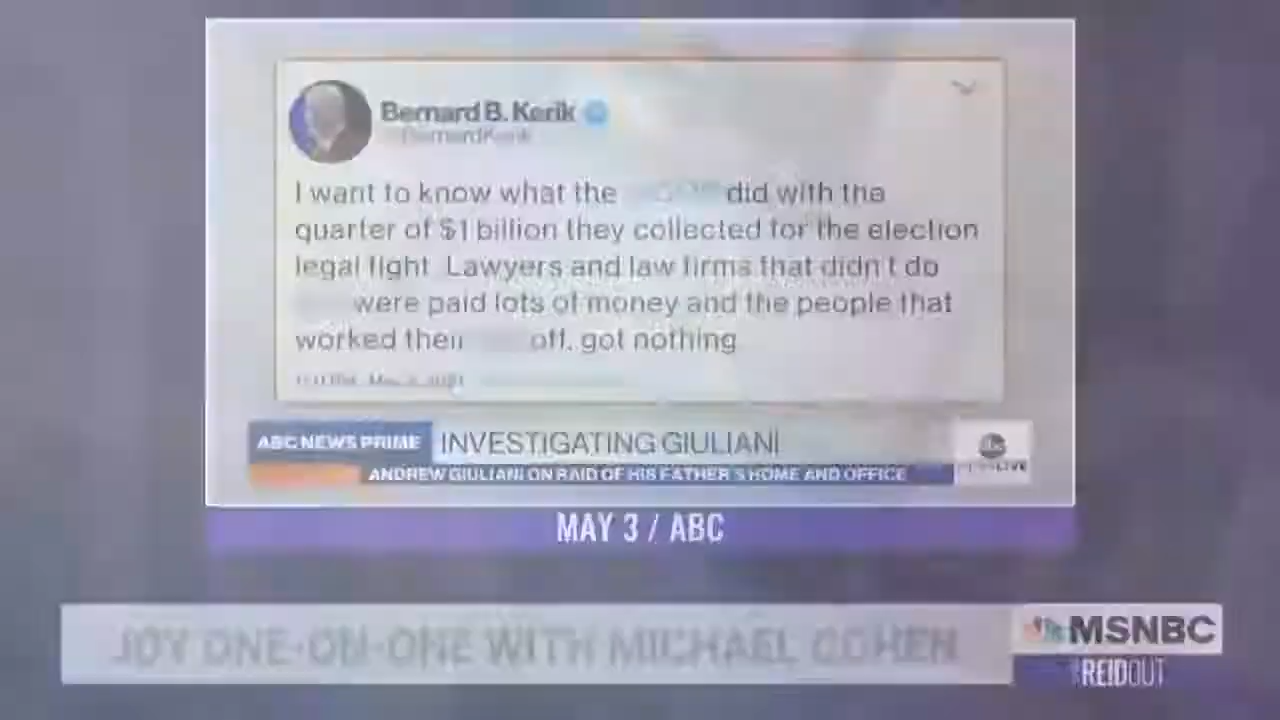 Bernard B. Kerik
@BernardKerik
I want to know what the did with the
quarter of $1 billion they collected for the election
legal fight. Lawyers and law firms that didn't do
were paid lots of money and the people that
worked their off, got nothing.
ABC NEWS PRIME
INVESTIGATING GIULIANI
abc
LIVE
ANDREW GIULIANI ON RAID OF HIS FATHER'S HOME AND OFFICE
MAY 3 / ABC
JOY ONE-ON-ONE WITH MICHAEL COHEN
MSNBC
REIDOUT